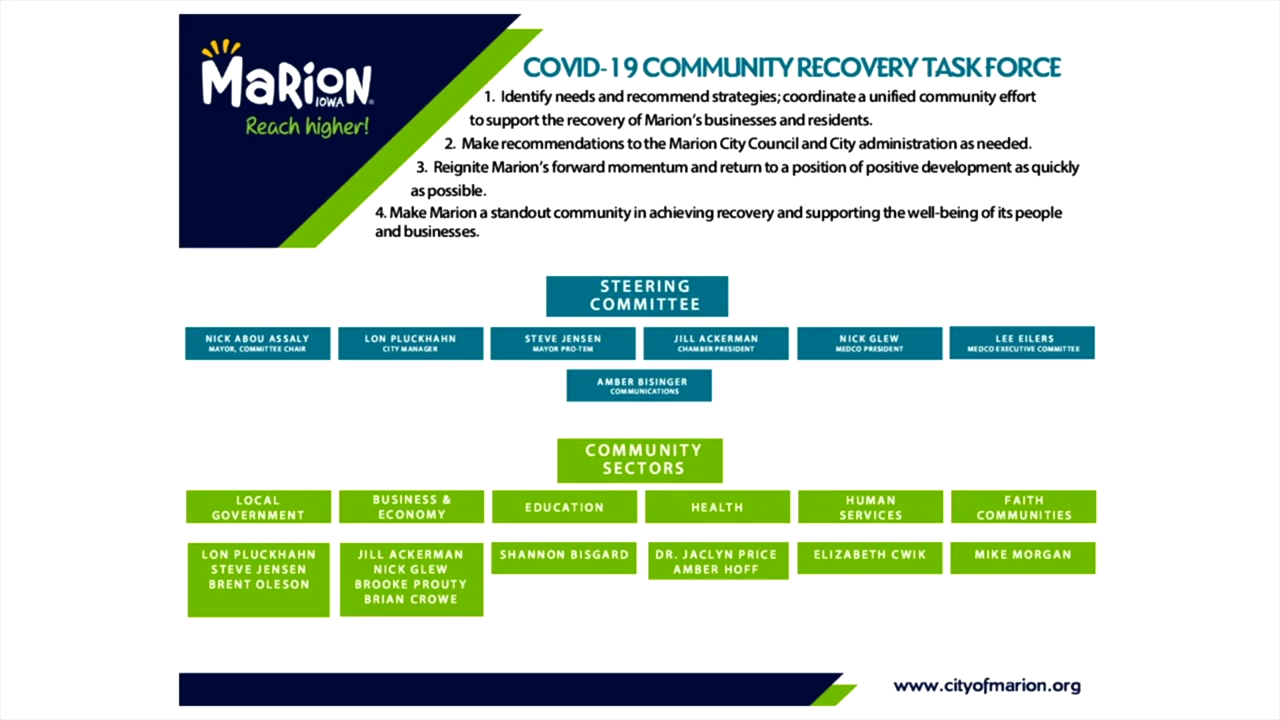 MaRiON
IOWA
Reach higher!
COVID-19 COMMUNITY RECOVERY TASK FORCE
1. Identify needs and recommend strategies; coordinate a unified community effort
to support the recovery of Marion's businesses and residents.
2. Make recommendations to the Marion City Council and City administration as needed.
3. Reignite Marion's forward momentum and return to a position of positive development as quickly
as possible.
4. Make Marion a standout community in achieving recovery and supporting the well-being of its people
and businesses.
STEERING
COMMITTEE
NICK ABOU ASSALY
MAYOR, COMMITTEE CHAIR
LON PLUCKHAHN
CITY MANAGER
STEVE JENSEN
MAYOR PRO-TEM
JILL ACKERMAN
CHAMBER PRESIDENT
NICK GLEW
MEDCO PRESIDENT
LEE EILERS
MEDCO EXECUTIVE COMMITTEE
AMBER BISINGER
COMMUNICATIONS
COMMUNITY
SECTORS
LOCAL
GOVERNMENT
BUSINESS &
ECONOMY
EDUCATION
HEALTH
HUMAN
SERVICES
FAITH
COMMUNITIES
LON PLUCKHAHN
STEVE JENSEN
BRENT OLESON
JILL ACKERMAN
NICK GLEW
BROOKE PROUTY
BRIAN CROWE
SHANNON BISGARD
DR. JACLYN PRICE
AMBER HOFF
ELIZABETH CWIK
MIKE MORGAN
www.cityofmarion.org